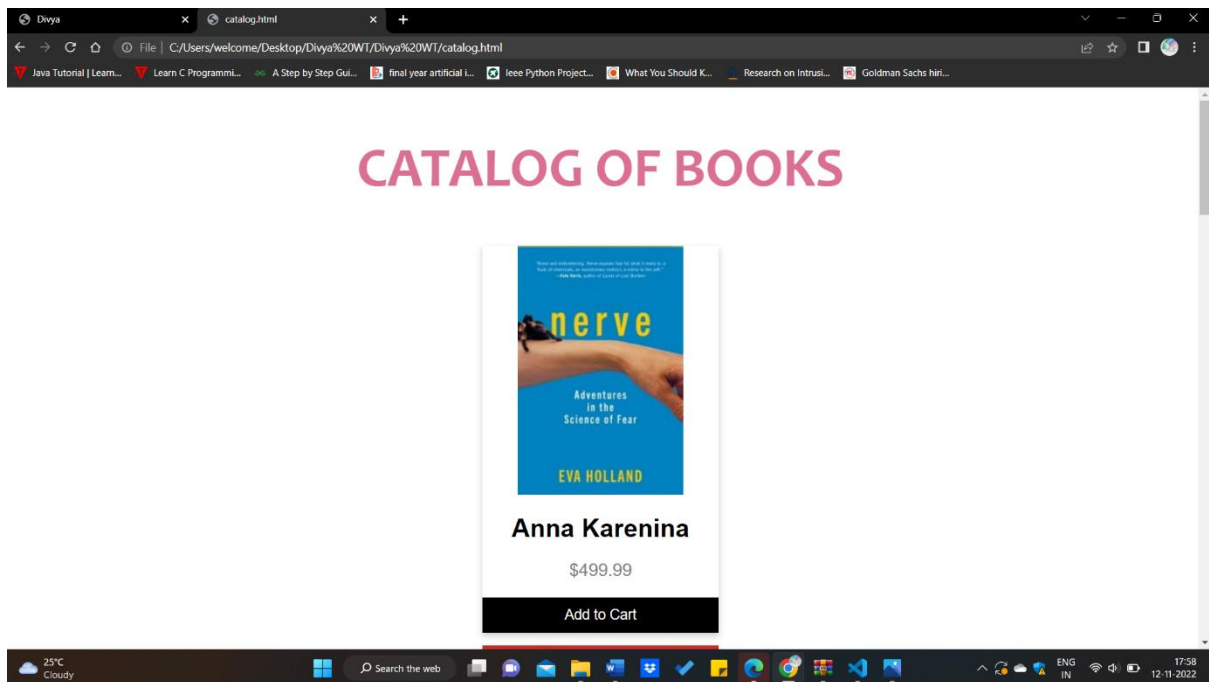 Divya
catalog.html
File | C:/Users/welcome/Desktop/Divya%20WT/Divya%20WT/catalog.html
Java Tutorial | Learn... Learn C Programmi... A Step by Step Gui... final year artificial i... Ieee Python Project... What You Should K... Research on Intrusi... Goldman Sachs hiri...
CATALOG OF BOOKS
nerve
Adventures
in the
Science of Fear
EVA HOLLAND
Anna Karenina
$499.99
Add to Cart
25°C
Cloudy
Search the web
ENG
IN
17:58
12-11-2022